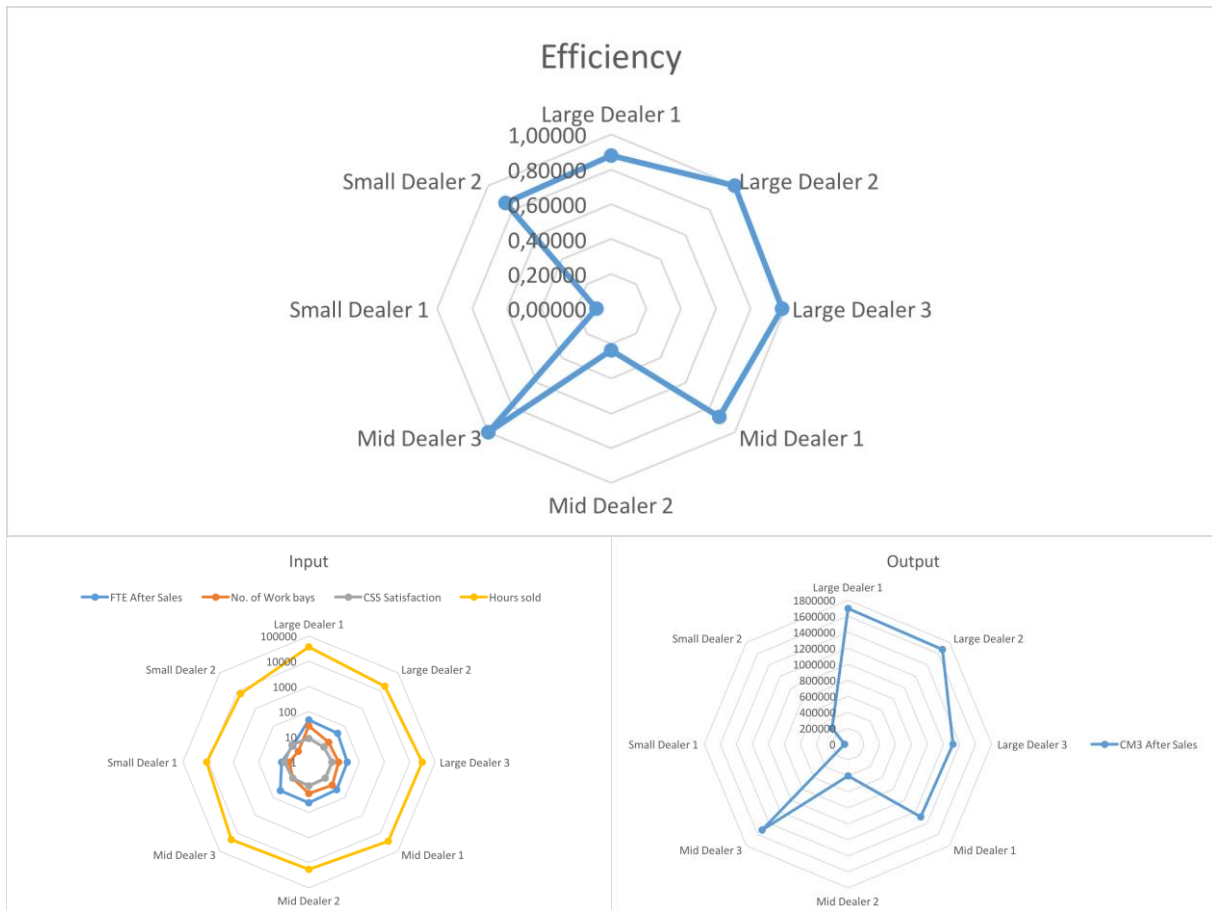 Efficiency
Large Dealer 1
1,00000
0,80000
0,60000
0,40000
0,20000
0,00000
Large Dealer 2
Large Dealer 3
Mid Dealer 1
Mid Dealer 2
Mid Dealer 3
Small Dealer 1
Small Dealer 2
Input
FTE After Sales No. of Work bays CSS Satisfaction Hours sold
Large Dealer 1
100000
10000
1000
100
10
1
Large Dealer 2
Large Dealer 3
Mid Dealer 1
Mid Dealer 2
Mid Dealer 3
Small Dealer 1
Small Dealer 2
Output
Large Dealer 1
1800000
1600000
1400000
1200000
1000000
800000
600000
400000
200000
0
Large Dealer 2
Large Dealer 3
Mid Dealer 1
Mid Dealer 2
Mid Dealer 3
Small Dealer 1
Small Dealer 2
CM3 After Sales